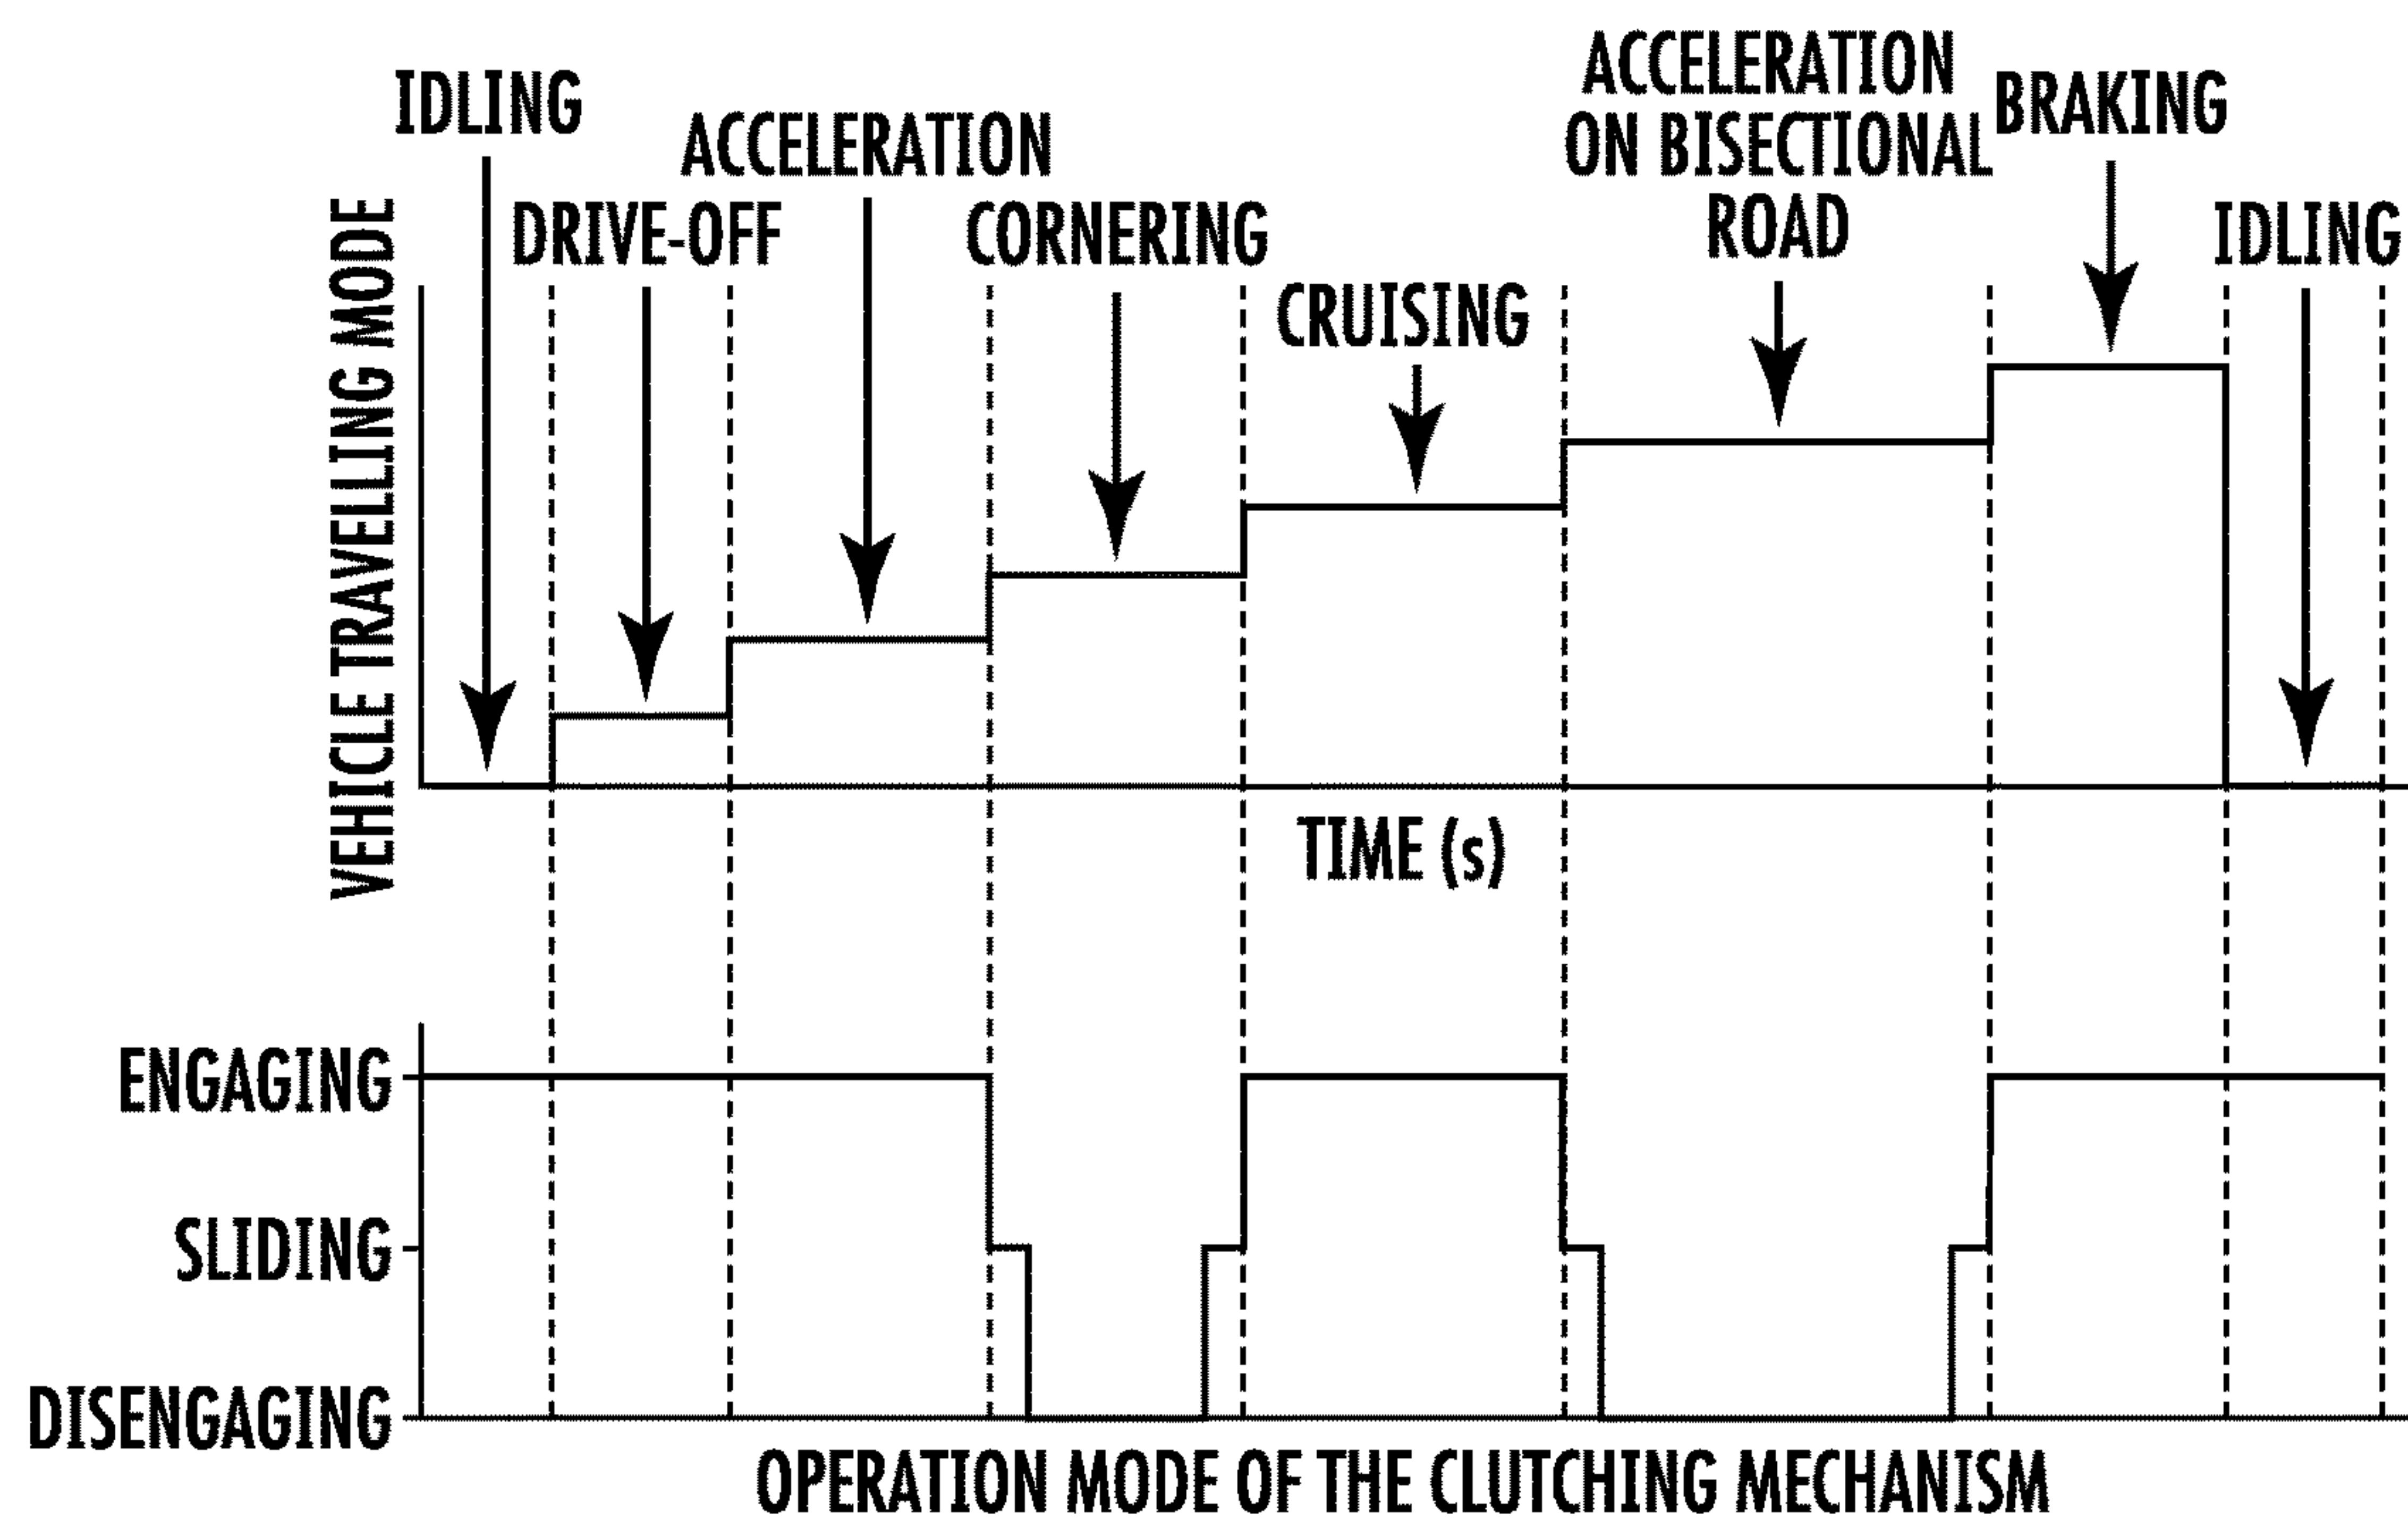 IDLING
DRIVE-OFF
ACCELERATION
CORNERING
CRUISING
ACCELERATION
ON BISECTIONAL
ROAD
BRAKING
IDLING
VEHICLE TRAVELLING MODE
TIME (s)
ENGAGING
SLIDING
DISENGAGING
OPERATION MODE OF THE CLUTCHING MECHANISM